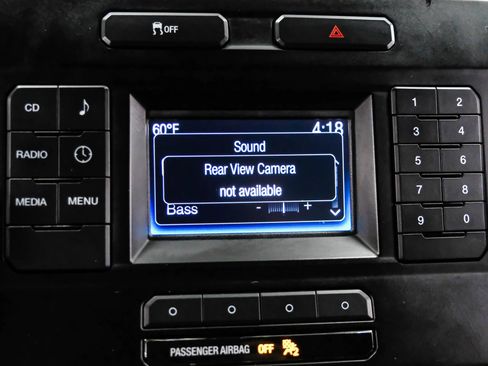 OFF
CD
RADIO
MEDIA MENU
60°F 4:18
Sound
Rear View Camera
not available
Bass - +
1 2
3 4
5 6
7 8
9 0
PASSENGER AIRBAG OFF 2